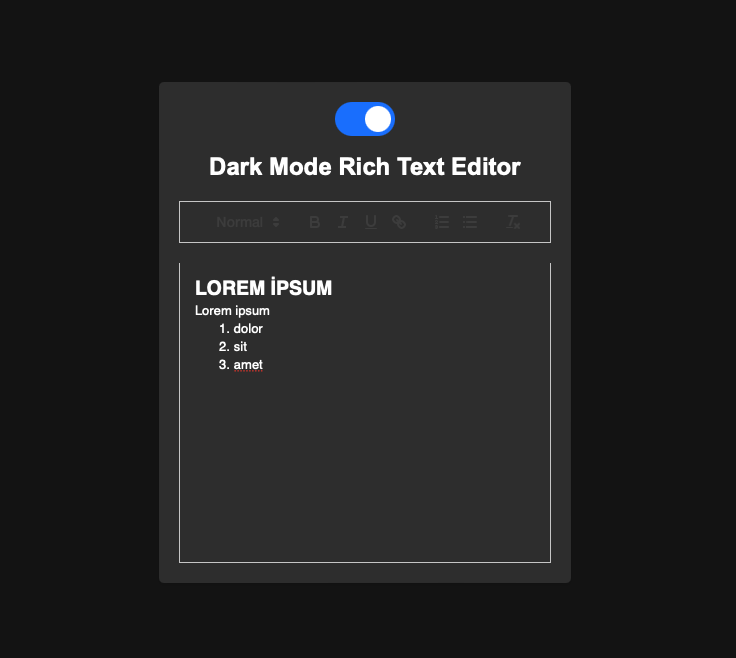 Dark Mode Rich Text Editor
Normal B I U
LOREM İPSUM
Lorem ipsum
1. dolor
2. sit
3. amet